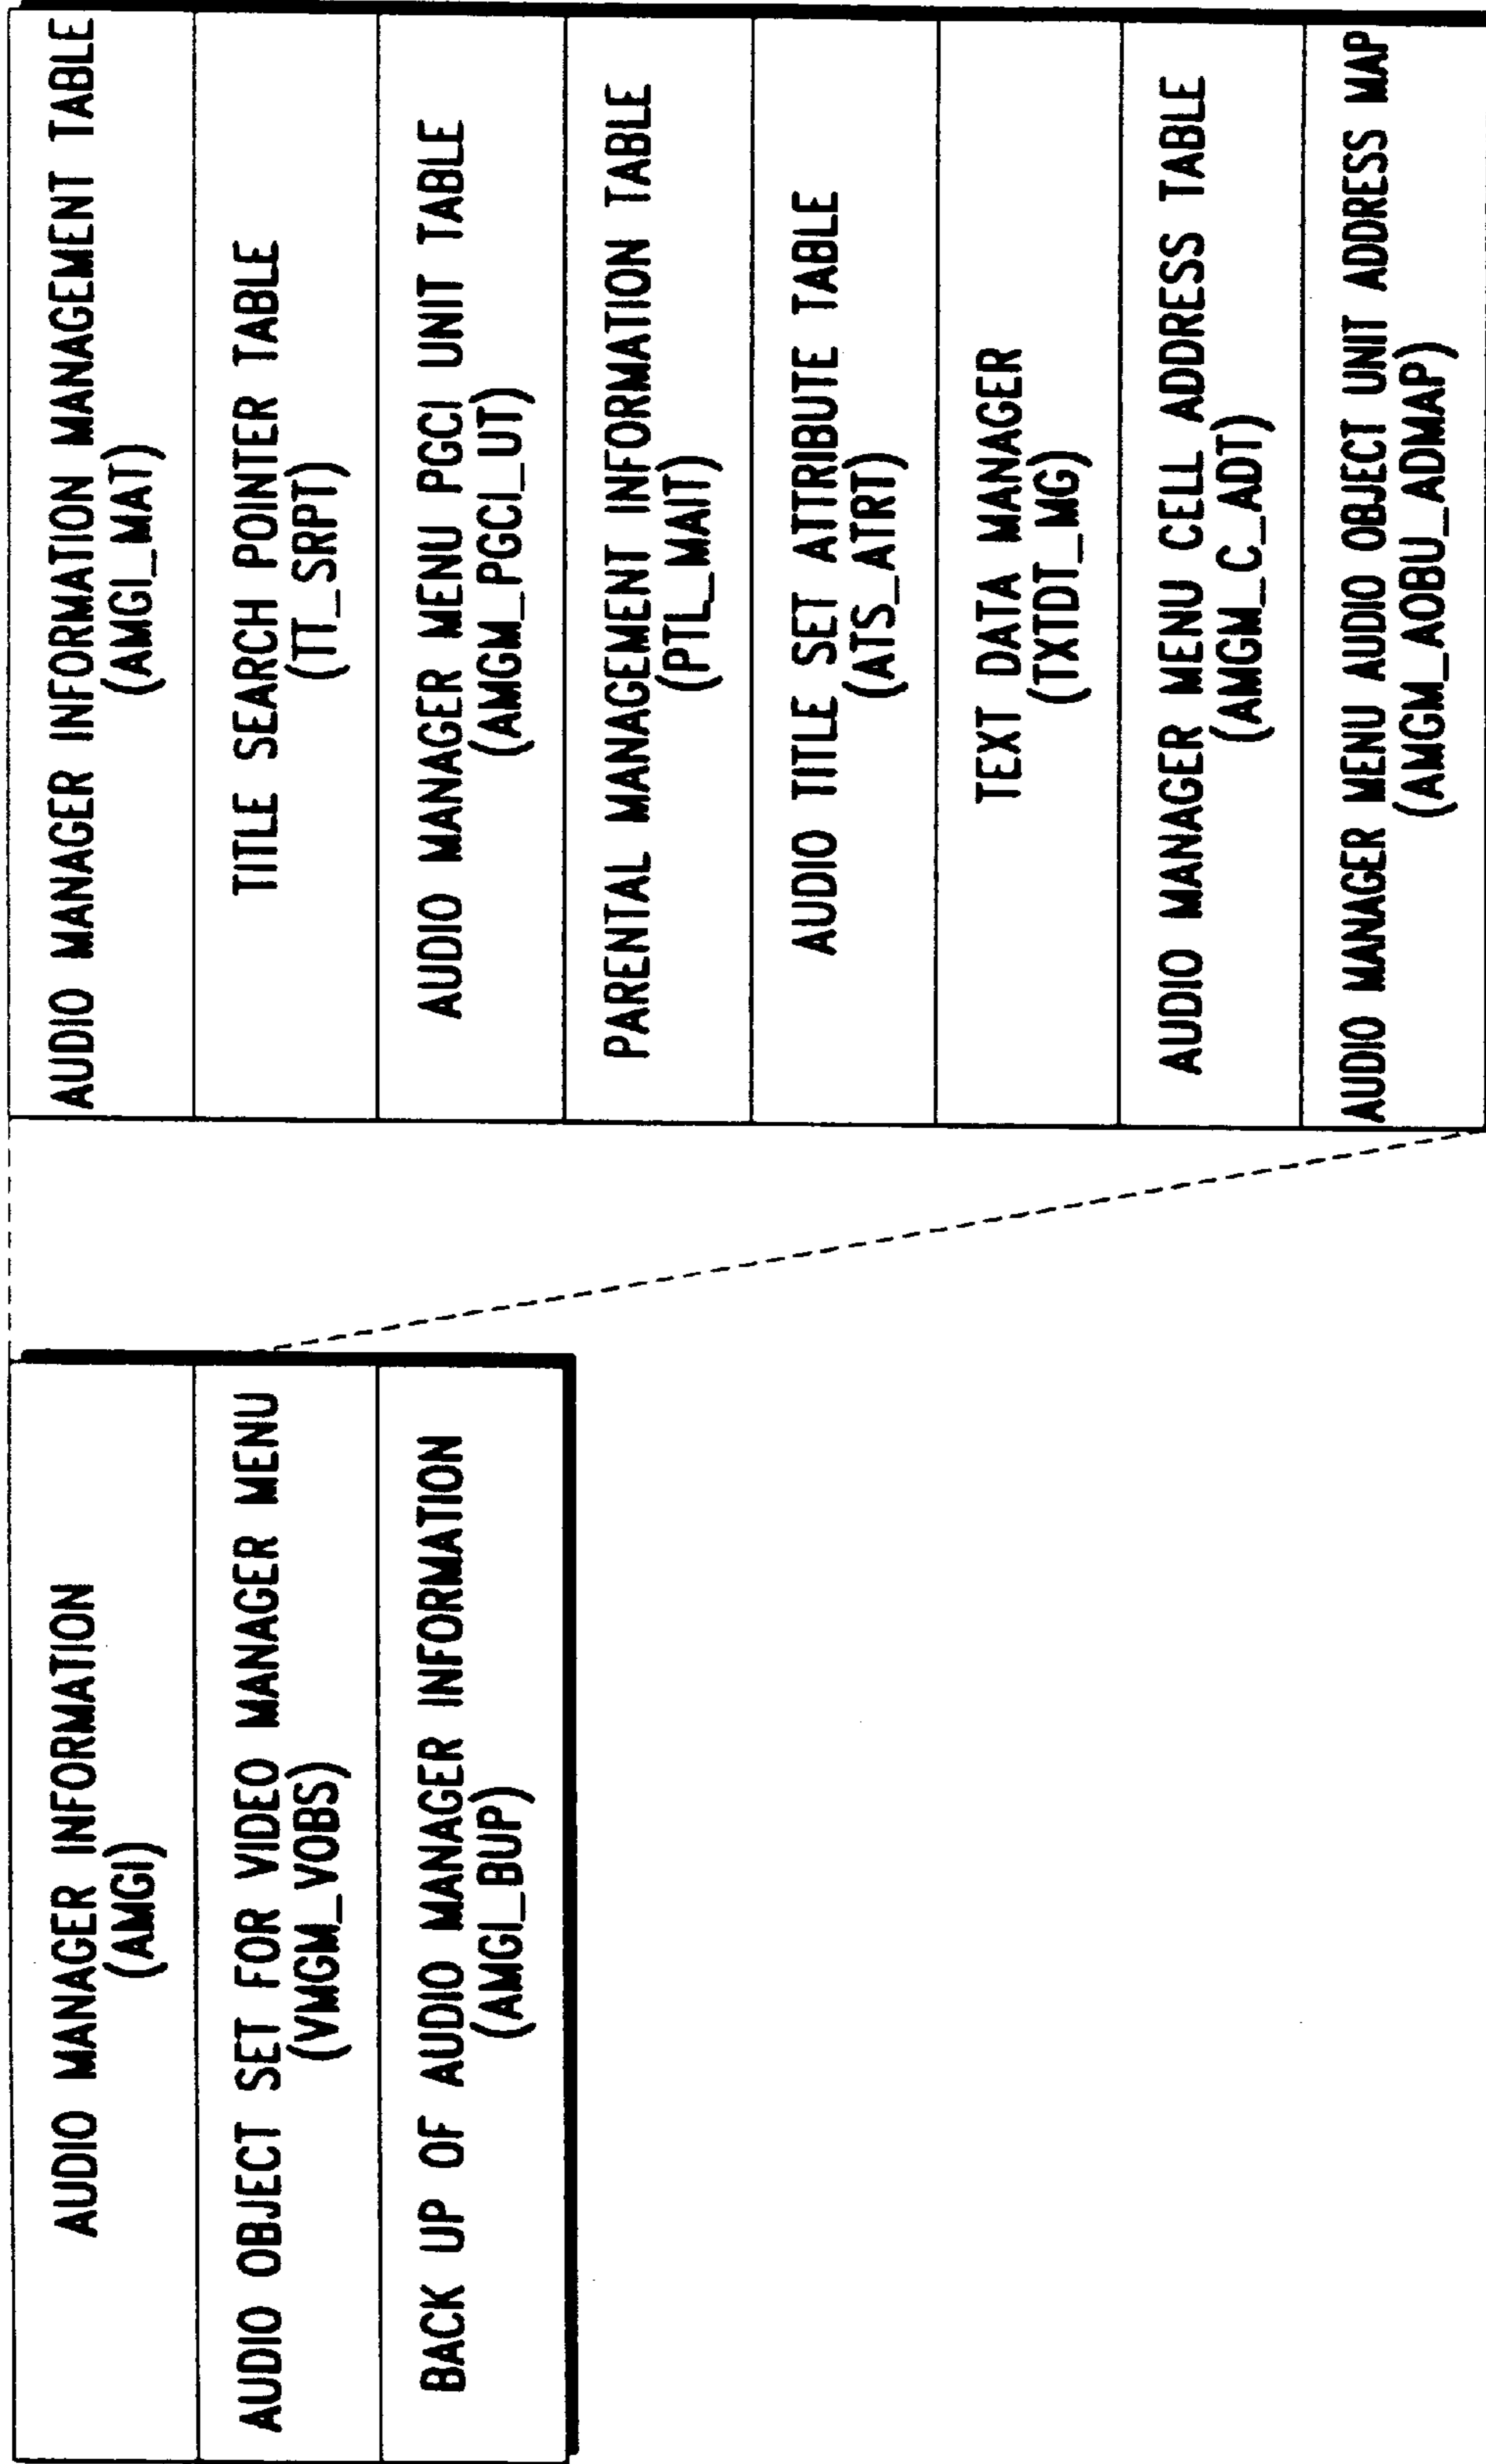 AUDIO MANAGER INFORMATION
(AMGI)
AUDIO OBJECT SET FOR VIDEO MANAGER MENU
(VMGM_VOBS)
BACK UP OF AUDIO MANAGER INFORMATION
(AMGI_BUP)
AUDIO MANAGER INFORMATION MANAGEMENT TABLE
(AMGI_MAT)
TITLE SEARCH POINTER TABLE
(TT_SRPT)
AUDIO MANAGER MENU PGCI UNIT TABLE
(AMGM_PGCI_UT)
PARENTAL MANAGEMENT INFORMATION TABLE
(PTL_MAIT)
AUDIO TITLE SET ATTRIBUTE TABLE
(ATS_ATRT)
TEXT DATA MANAGER
(TXTDT_MG)
AUDIO MANAGER MENU CELL ADDRESS TABLE
(AMGM_C_ADT)
AUDIO MANAGER MENU AUDIO OBJECT UNIT ADDRESS MAP
(AMGM_AOBU_ADMAP)